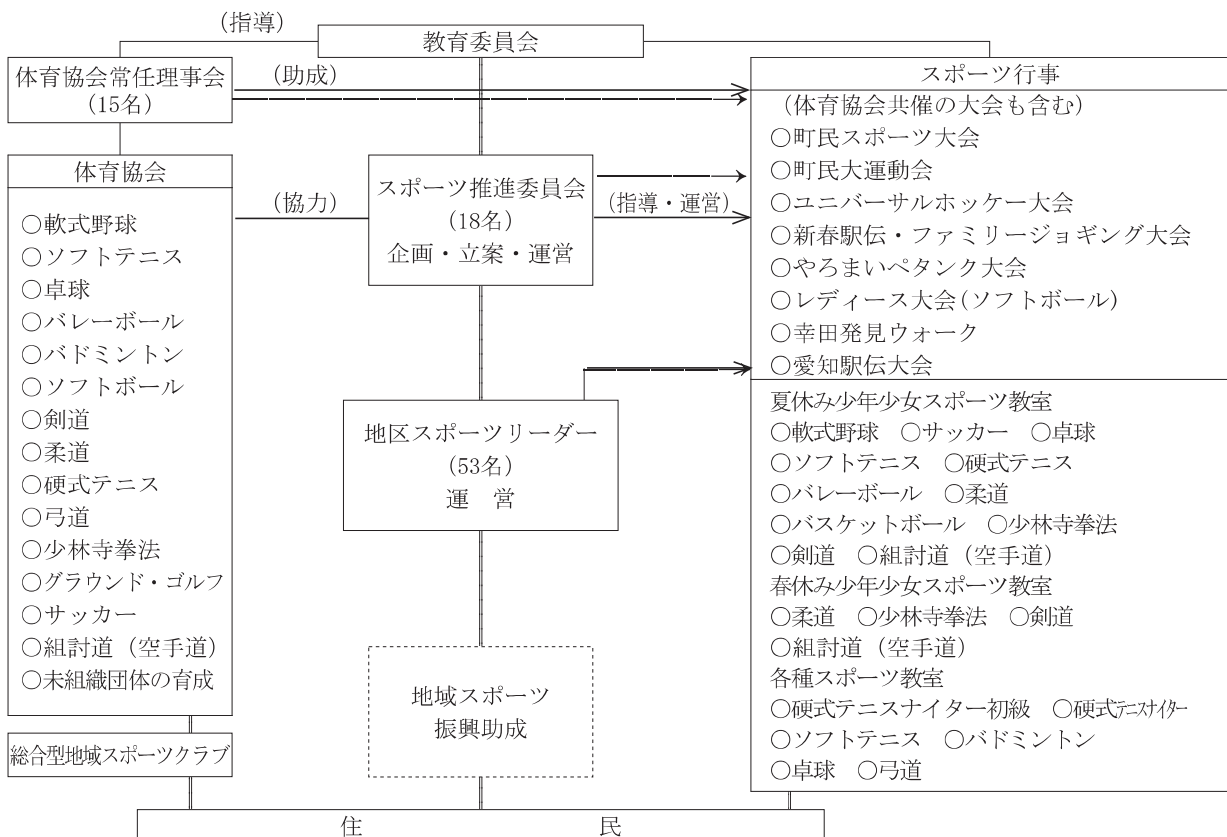 (指導)
教育委員会
体育協会常任理事会
(15名)
(助成)
体育協会
○軟式野球
○ソフトテニス
○卓球
○バレーボール
○バドミントン
○ソフトボール
○剣道
○柔道
○硬式テニス
○弓道
○少林寺拳法
○グラウンド・ゴルフ
○サッカー
○組討道（空手道）
○未組織団体の育成
総合型地域スポーツクラブ
(協力)
スポーツ推進委員会
(18名)
企画・立案・運営
(指導・運営)
地区スポーツリーダー
(53名)
運　営
地域スポーツ
振興助成
スポーツ行事
(体育協会共催の大会も含む)
○町民スポーツ大会
○町民大運動会
○ユニバーサルホッケー大会
○新春駅伝・ファミリージョギング大会
○やろまいペタンク大会
○レディース大会(ソフトボール)
○幸田発見ウォーク
○愛知駅伝大会
夏休み少年少女スポーツ教室
○軟式野球　○サッカー　○卓球
○ソフトテニス　○硬式テニス
○バレーボール　○柔道
○バスケットボール　○少林寺拳法
○剣道　○組討道（空手道）
春休み少年少女スポーツ教室
○柔道　○少林寺拳法　○剣道
○組討道（空手道）
各種スポーツ教室
○硬式テニスナイター初級　○硬式テニスナイター
○ソフトテニス　○バドミントン
○卓球　○弓道
住　民